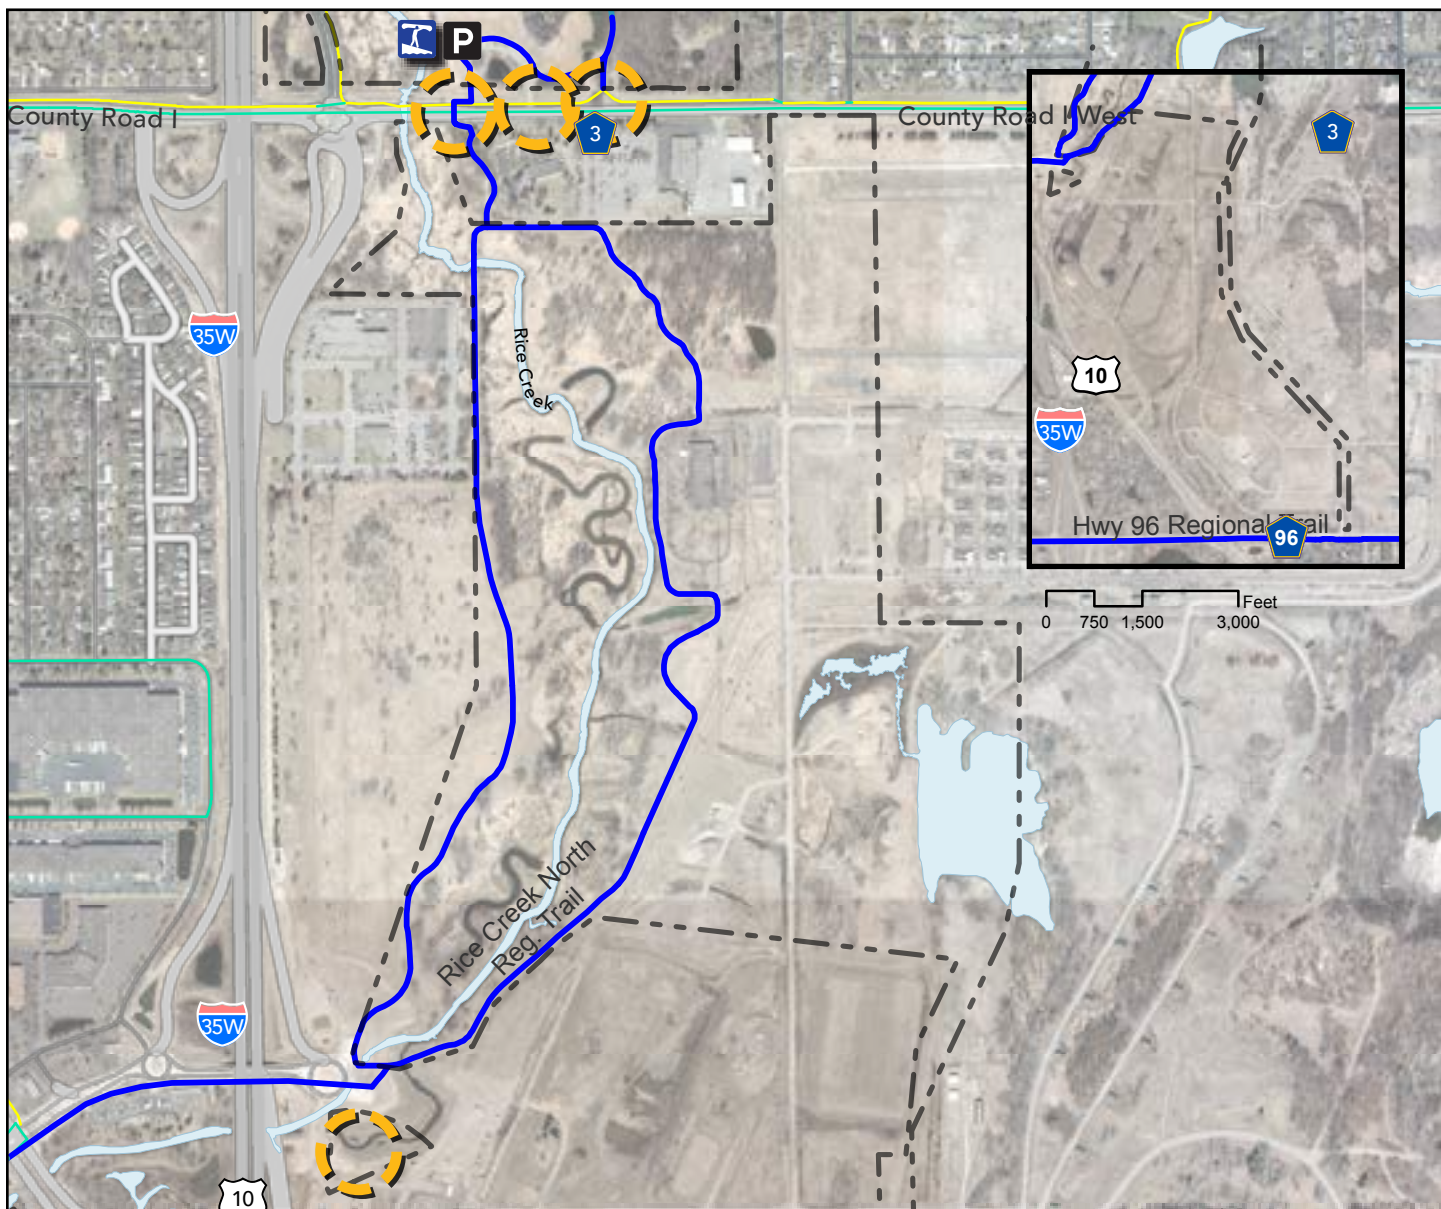 P
County Road I
3
County Road I West
3
35W
Rice Creek
10
35W
Hwy 96 Regional Trail
96
Feet
0 750 1,500 3,000
Rice Creek North
Reg. Trail
35W
10